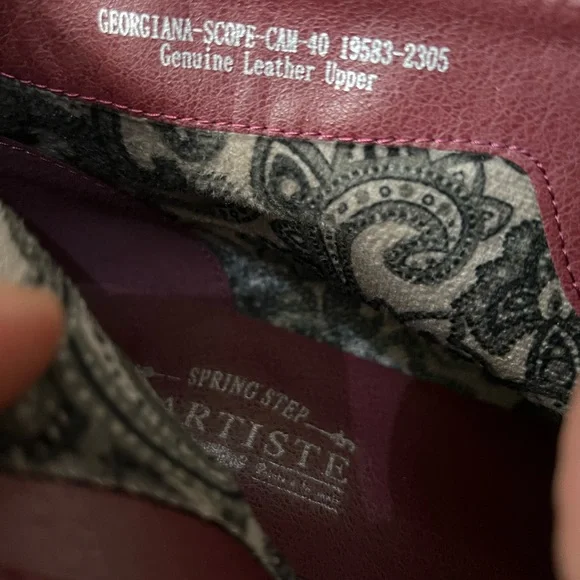 GEORGIANA-SCOPE-CAM-40 19583-2305
Genuine Leather Upper
SPRING STEP
ARTISTE